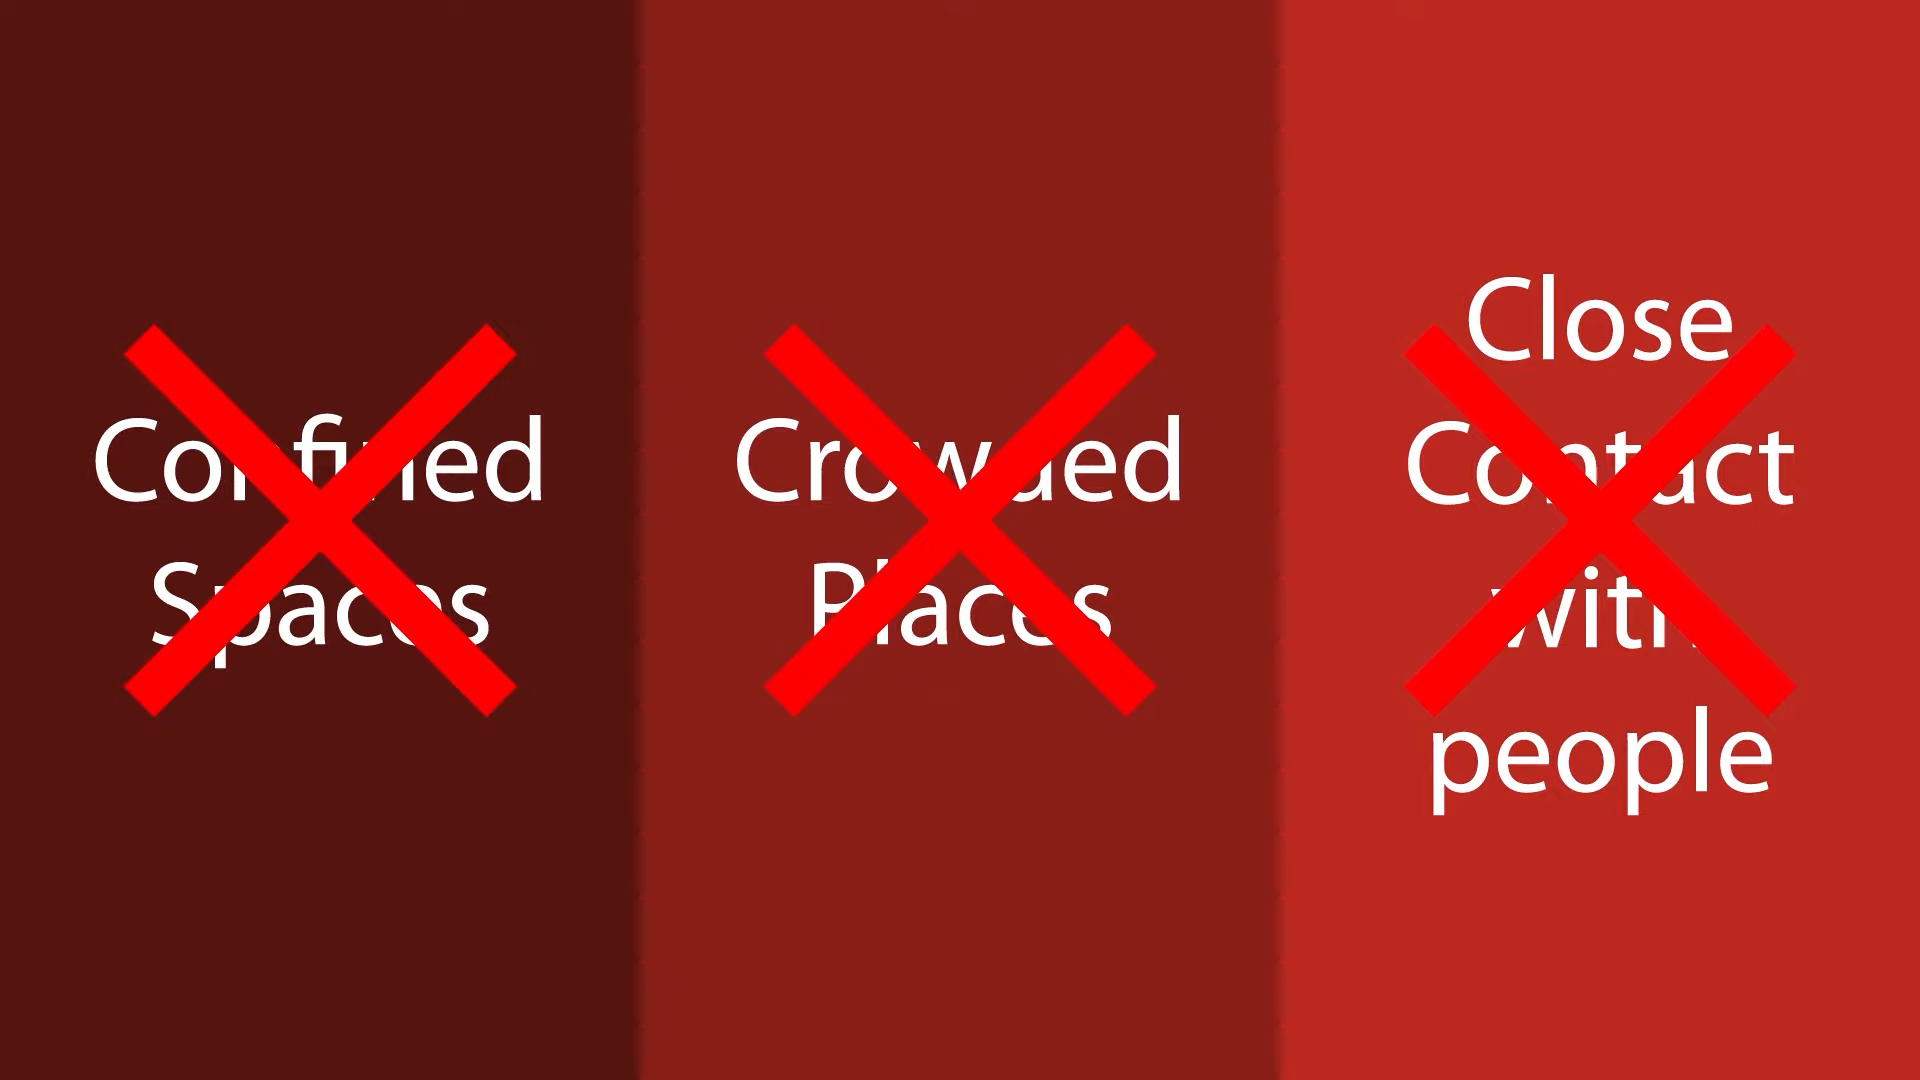 Confined
Spaces
Crowded
Places
Close
Contact
with
people